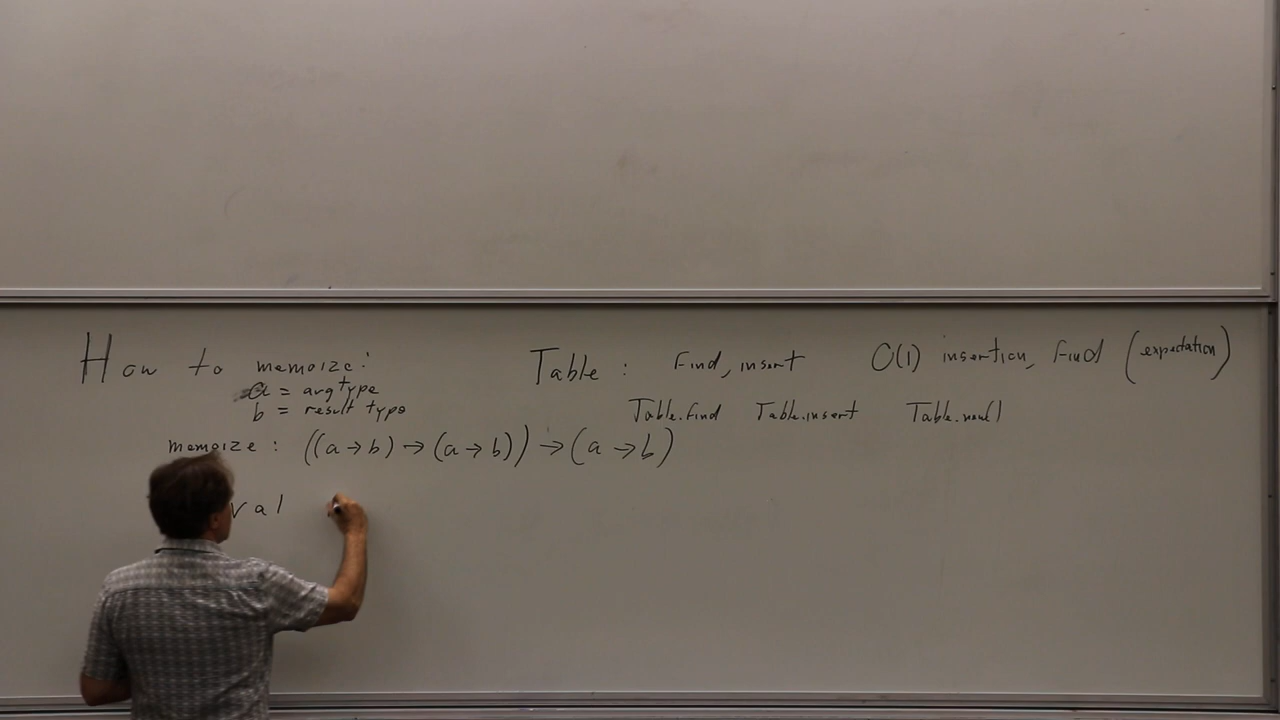 How to memoize:
a = arg type
b = result type
memoize : ((a → b) → (a → b)) → (a → b)
val
Table : Find, insert O(1) insertion, find (expectation)
Table.find Table.insert Table.new()